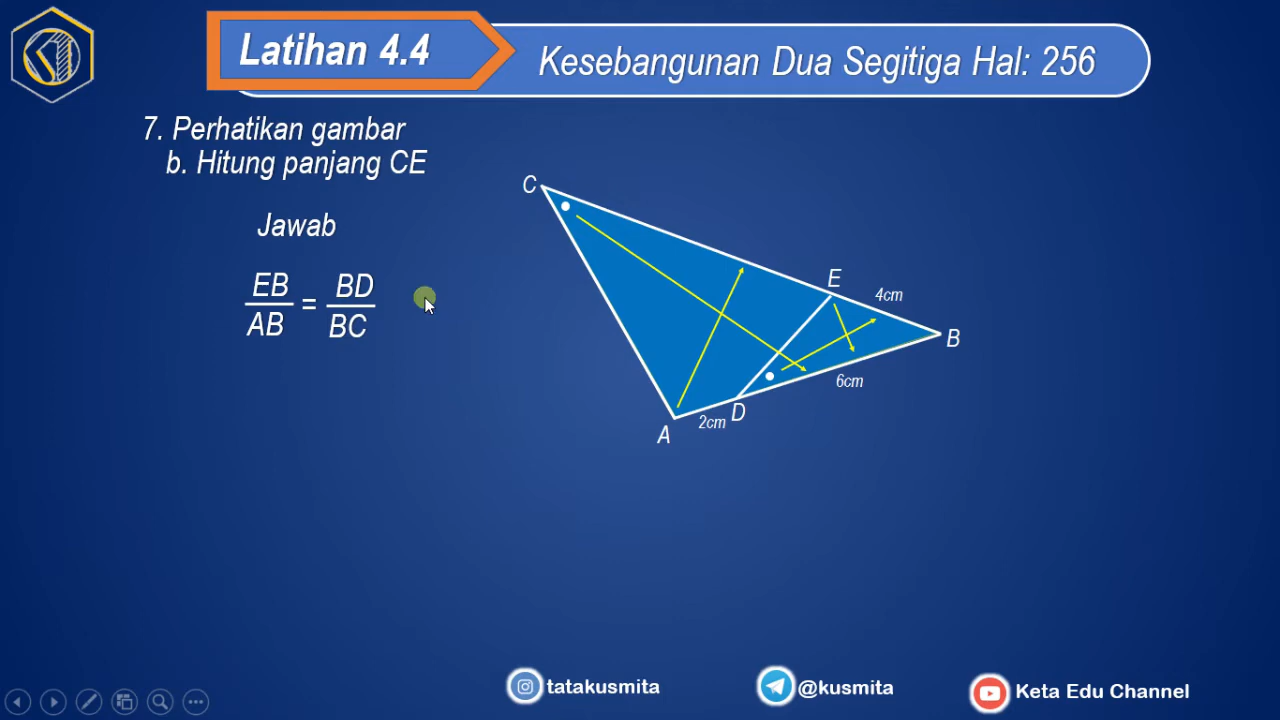 Latihan 4.4
Kesebangunan Dua Segitiga Hal: 256
7. Perhatikan gambar
b. Hitung panjang CE
Jawab
EB
AB
=
BD
BC
C
E
4cm
B
6cm
D
2cm
A
tatakusmita
@kusmita
Keta Edu Channel